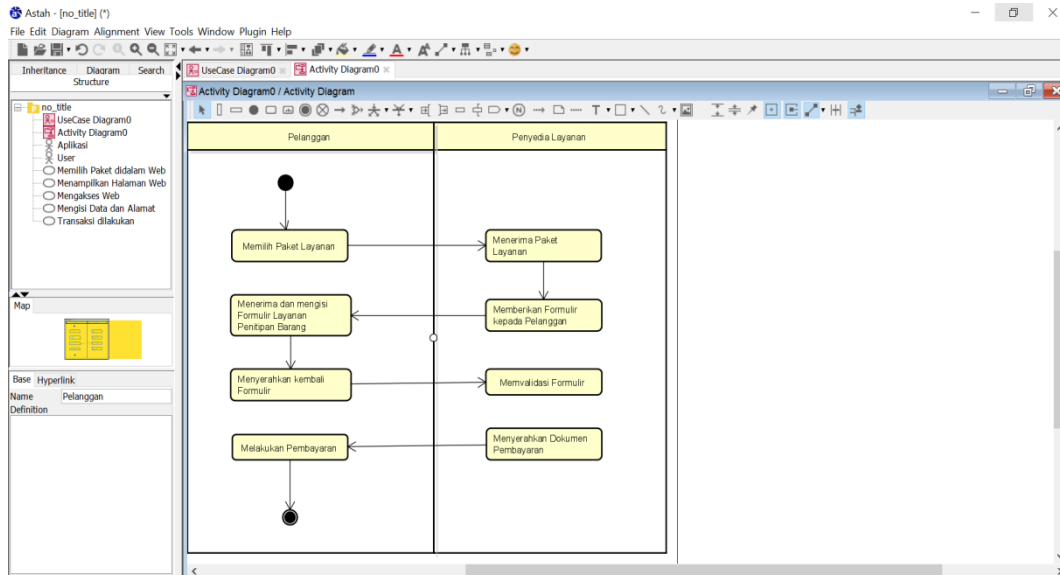 Astah - [no_title] (*)
File Edit Diagram Alignment View Tools Window Plugin Help
Inheritance Diagram Search
Structure
UseCase Diagram0
Activity Diagram0
Activity Diagram0 / Activity Diagram
no_title
UseCase Diagram0
Activity Diagram0
Aplikasi
User
Memilih Paket didalam Web
Menampilkan Halaman Web
Mengakses Web
Mengisi Data dan Alamat
Transaksi dilakukan
Map
Base Hyperlink
Name Pelanggan
Definition
Pelanggan
Penyedia Layanan
Memilih Paket Layanan
Menerima Paket
Layanan
Menerima dan mengisi
Formulir Layanan
Penitipan Barang
Memberikan Formulir
kepada Pelanggan
Menyerahkan kembali
Formulir
Memvalidasi Formulir
Melakukan Pembayaran
Menyerahkan Dokumen
Pembayaran